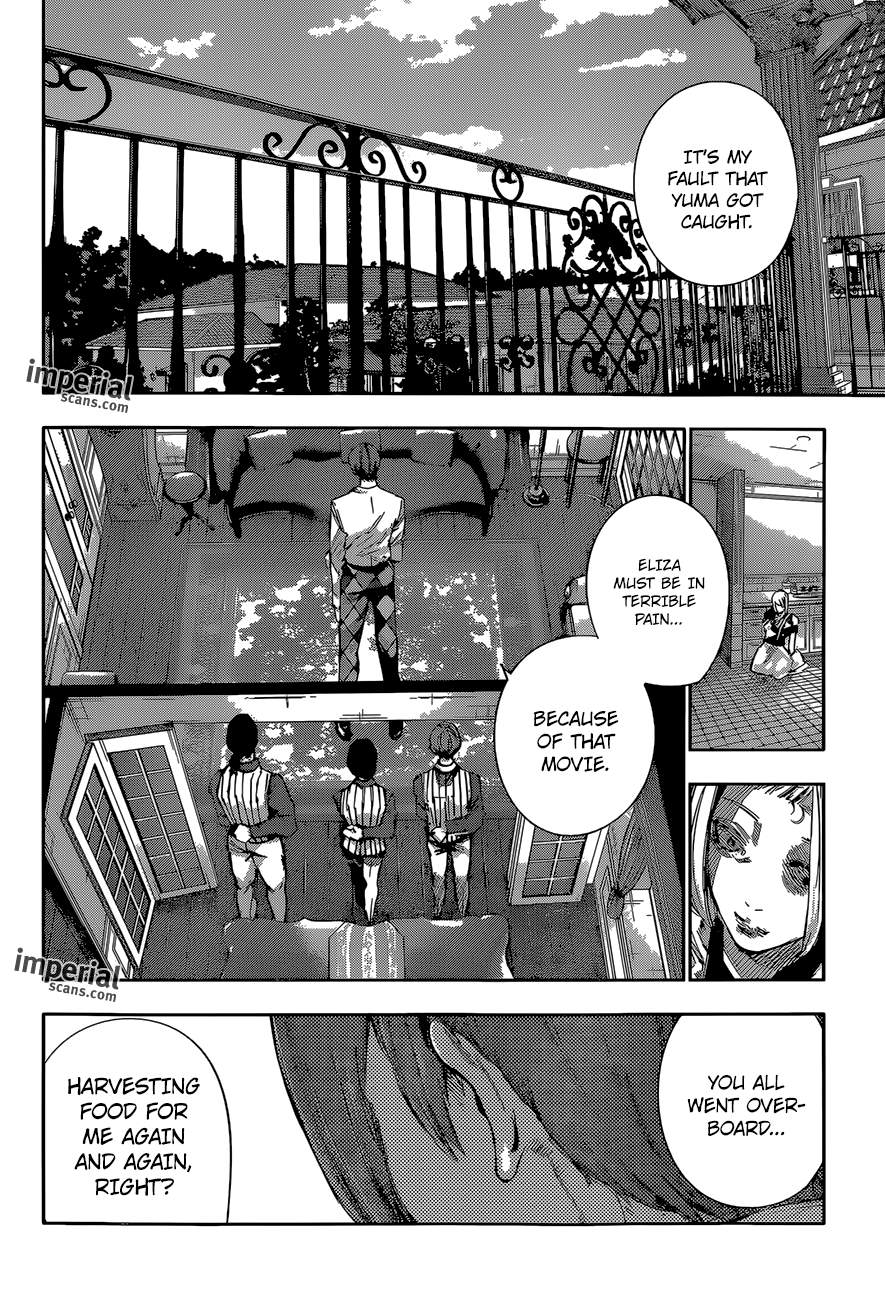 IT'S MY
FAULT THAT
YUMA GOT
CAUGHT.
imperial
scans.com
ELIZA
MUST BE IN
TERRIBLE
PAIN...
BECAUSE
OF THAT
MOVIE.
imperial
scans.com
YOU ALL
WENT OVER-
BOARD...
HARVESTING
FOOD FOR
ME AGAIN
AND AGAIN,
RIGHT?